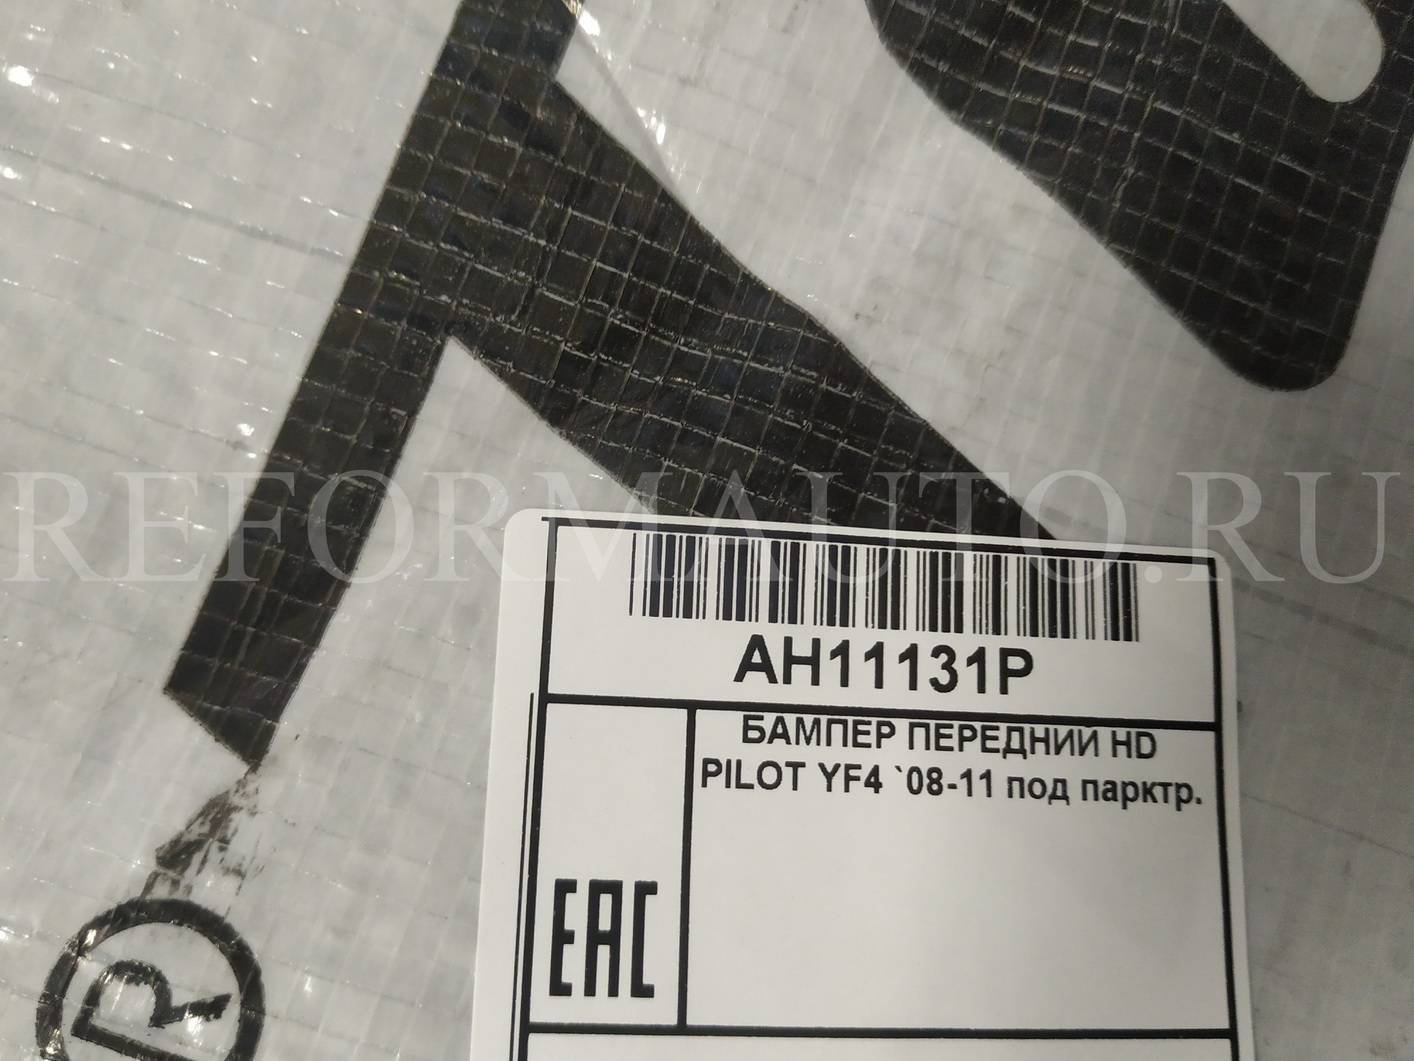 REFORMAUTO.RU
AH11131P
БАМПЕР ПЕРЕДНИЙ HD
PILOT YF4 `08-11 под парктр.
EAC
®